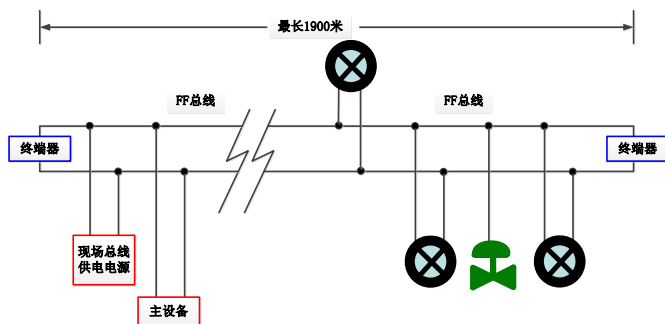 最长1900米
FF总线
FF总线
终端器
终端器
现场总线
供电电源
主设备